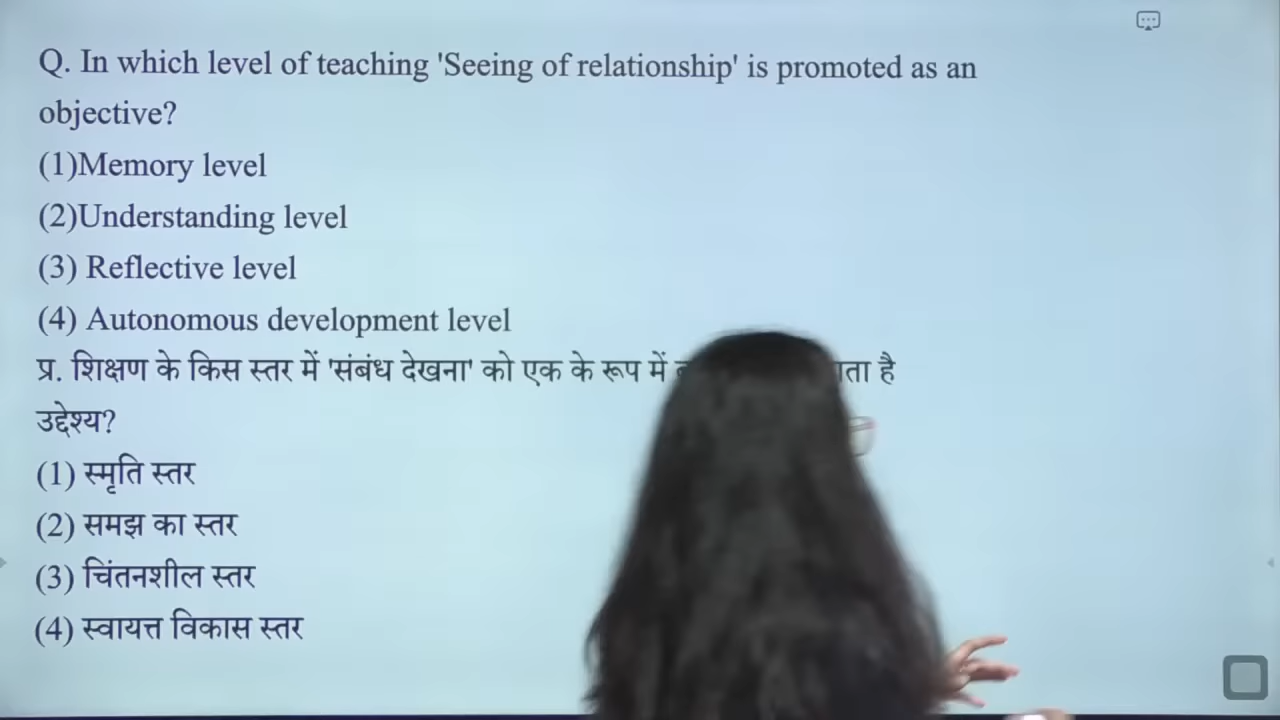 Q. In which level of teaching 'Seeing of relationship' is promoted as an
objective?
(1)Memory level
(2)Understanding level
(3) Reflective level
(4) Autonomous development level
प्र. शिक्षण के किस स्तर में 'संबंध देखना' को एक के रूप में है
उद्देश्य?
(1) स्मृति स्तर
(2) समझ का स्तर
(3) चिंतनशील स्तर
(4) स्वायत्त विकास स्तर